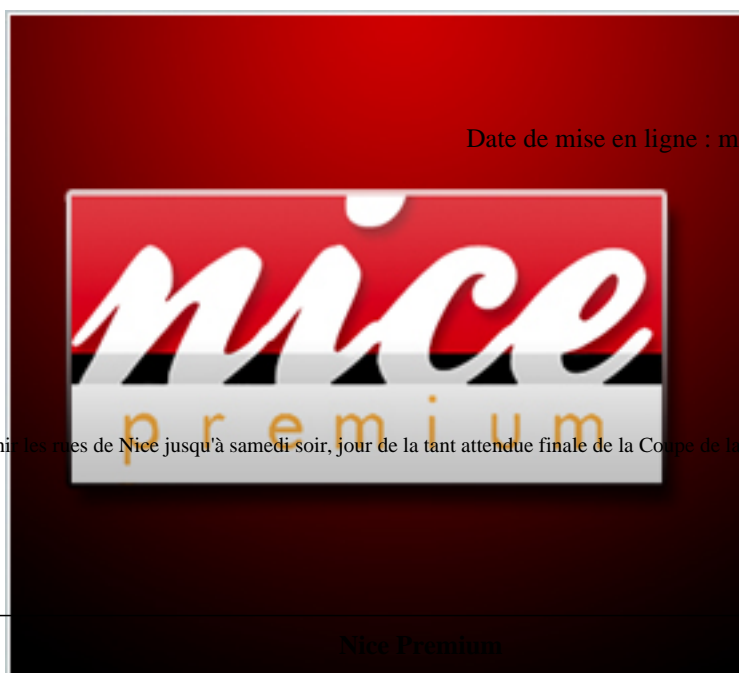 Date de mise en ligne : m
nice
premium
les rues de Nice jusqu'à samedi soir, jour de la tant attendue finale de la Coupe de la
Nice Premium